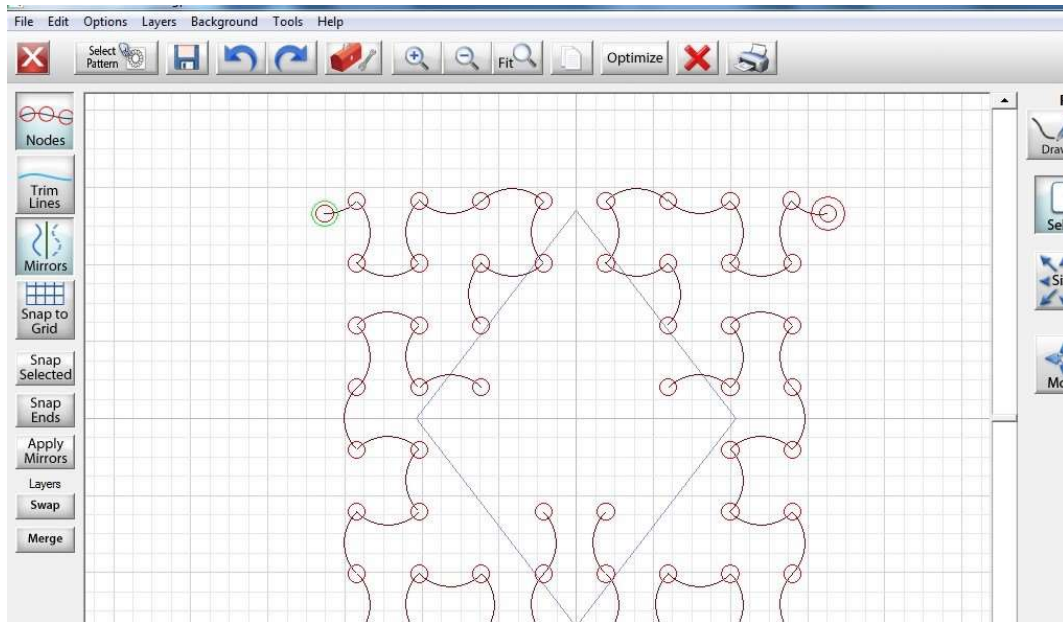 File Edit Options Layers Background Tools Help
Select
Pattern
Fit
Optimize
Nodes
Trim
Lines
Mirrors
Snap to
Grid
Snap
Selected
Snap
Ends
Apply
Mirrors
Layers
Swap
Merge